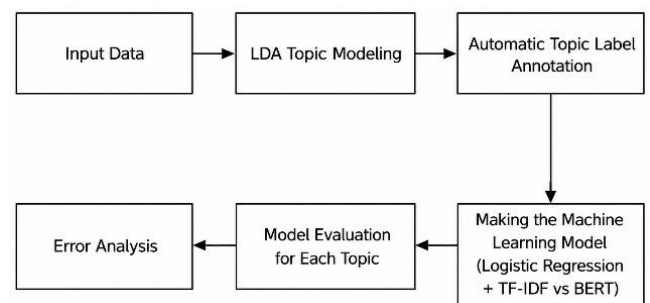 Input Data
LDA Topic Modeling
Automatic Topic Label
Annotation
Making the Machine
Learning Model
(Logistic Regression
+ TF-IDF vs BERT)
Model Evaluation
for Each Topic
Error Analysis